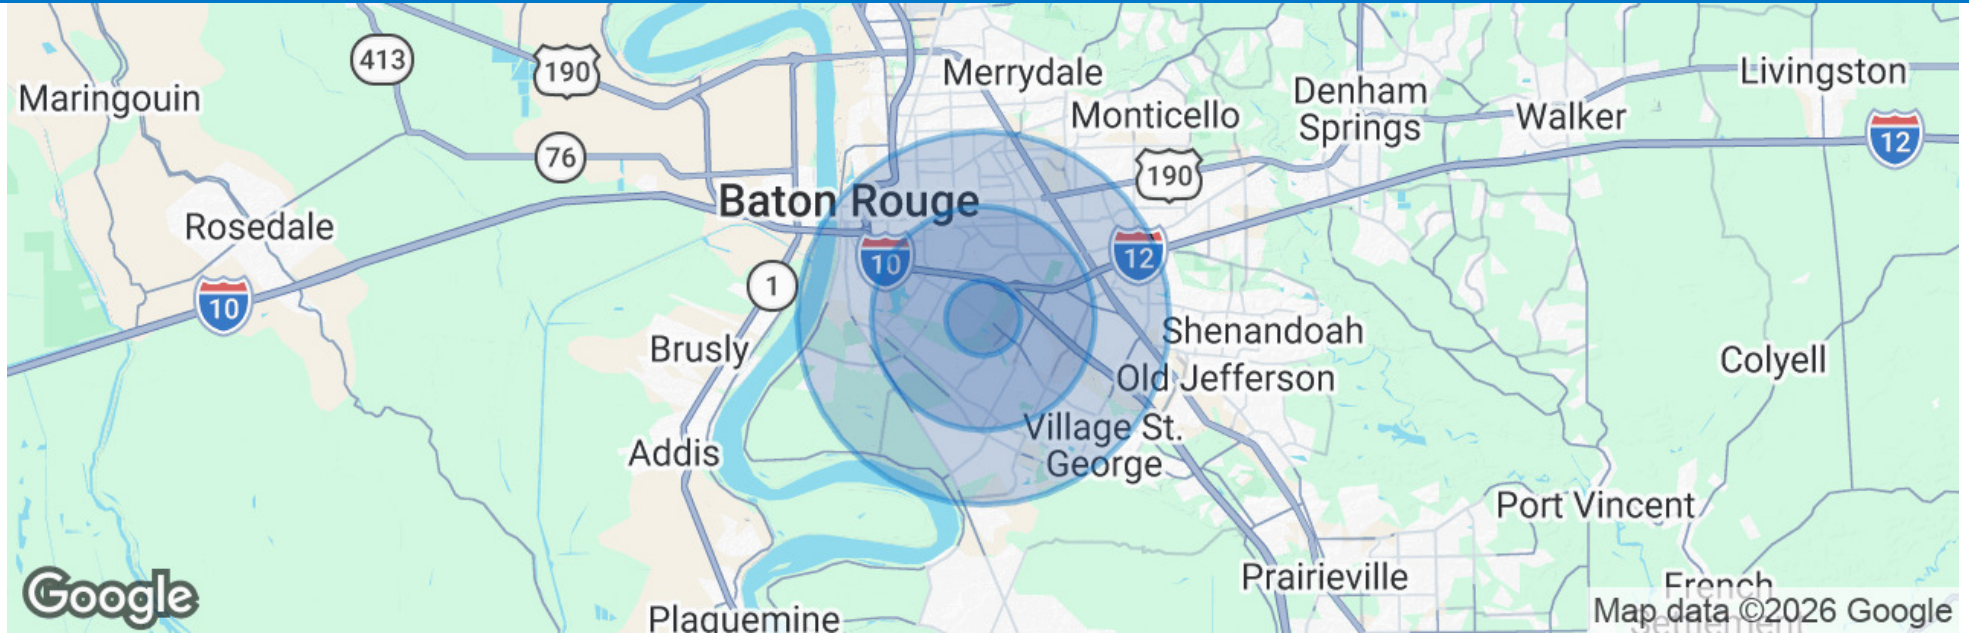 413
190
Merrydale
Livingston
Maringouin
Denham
Springs
Monticello
Walker
12
76
190
Baton Rouge
Rosedale
10
12
1
10
Shenandoah
Brusly
Colyell
Old Jefferson
Village St.
George
Addis
Port Vincent
Prairieville
French
Settlement
Google
Plaquemine
Map data ©2026 Google